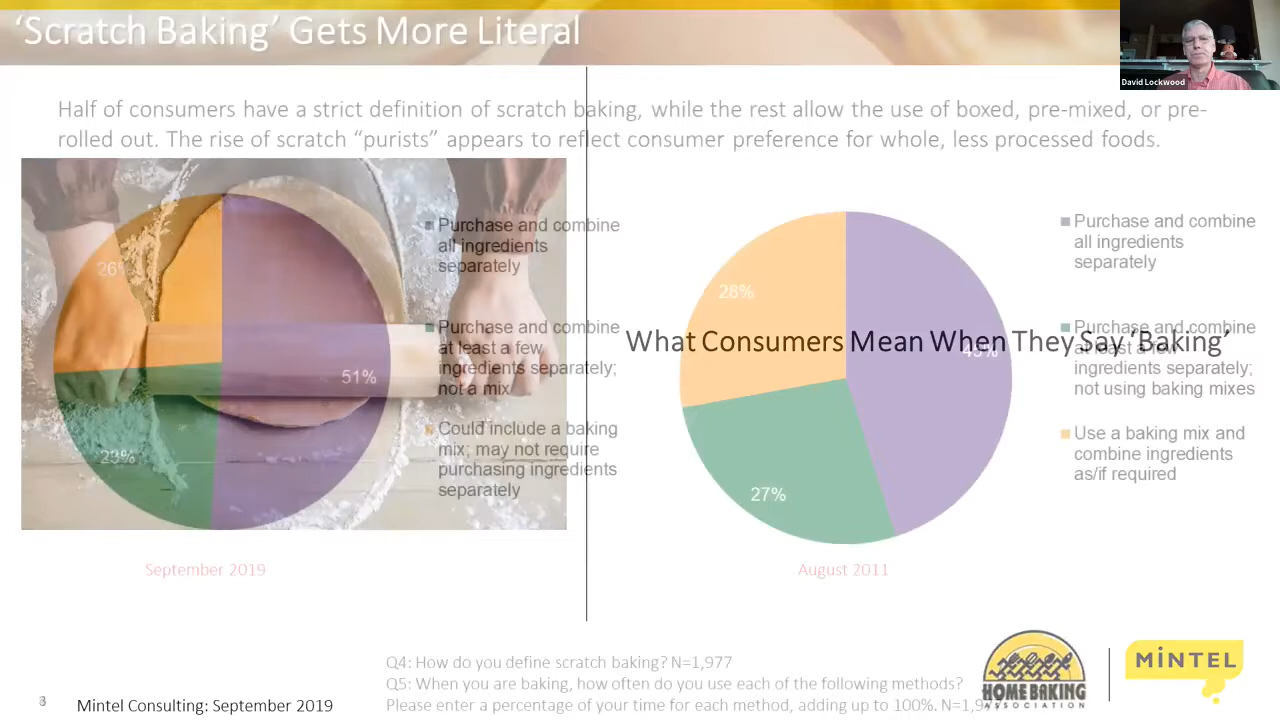 ‘Scratch Baking’ Gets More Literal
David Lockwood
Half of consumers have a strict definition of scratch baking, while the rest allow the use of boxed, pre-mixed, or pre-
rolled out. The rise of scratch “purists” appears to reflect consumer preference for whole, less processed foods.
26%
51%
23%
Purchase and combine
all ingredients
separately
Purchase and combine
at least a few
ingredients separately;
not a mix
Could include a baking
mix; may not require
purchasing ingredients
separately
September 2019
What Consumers Mean When They Say ‘Baking’
28%
45%
27%
Purchase and combine
all ingredients
separately
Purchase and combine
at least a few
ingredients separately;
not using baking mixes
Use a baking mix and
combine ingredients
as/if required
August 2011
Q4: How do you define scratch baking? N=1,977
Q5: When you are baking, how often do you use each of the following methods?
Please enter a percentage of your time for each method, adding up to 100%.
Mintel Consulting: September 2019
HOME BAKING
ASSOCIATION
MINTEL